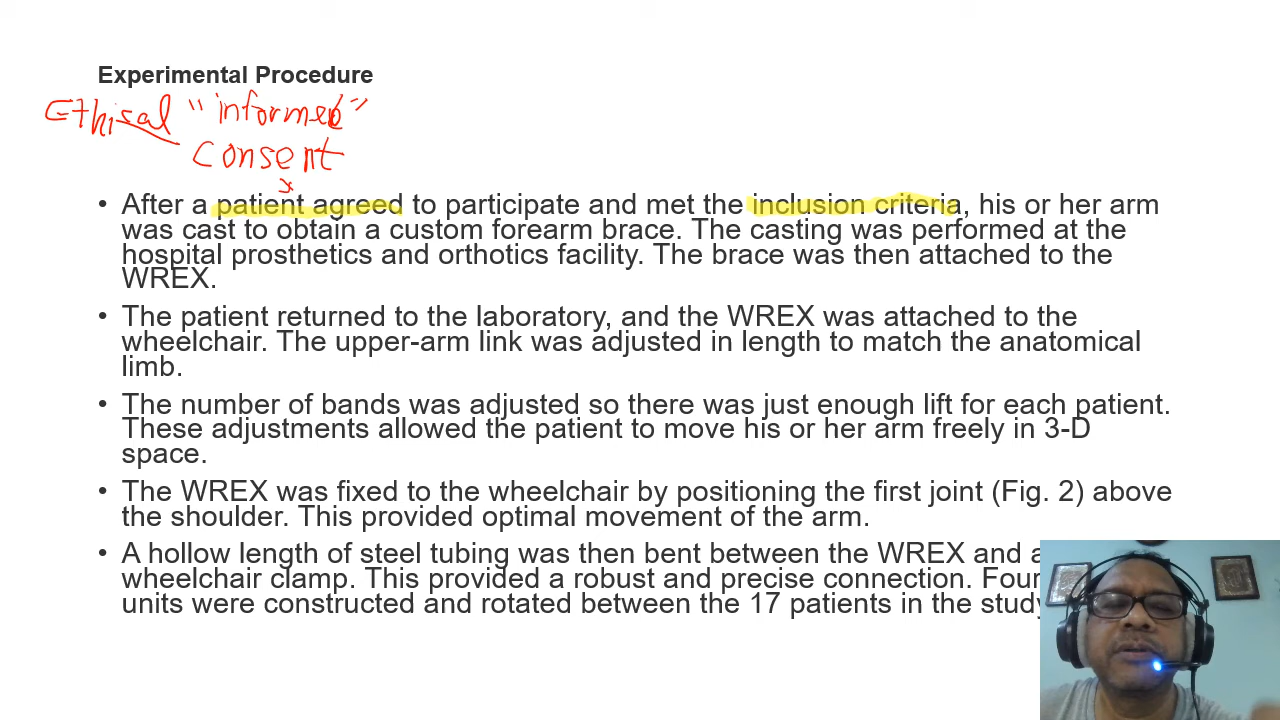 Experimental Procedure
Ethical "informed"
consent
• After a patient agreed to participate and met the inclusion criteria, his or her arm
was cast to obtain a custom forearm brace. The casting was performed at the
hospital prosthetics and orthotics facility. The brace was then attached to the
WREX.
• The patient returned to the laboratory, and the WREX was attached to the
wheelchair. The upper-arm link was adjusted in length to match the anatomical
limb.
• The number of bands was adjusted so there was just enough lift for each patient.
These adjustments allowed the patient to move his or her arm freely in 3-D
space.
• The WREX was fixed to the wheelchair by positioning the first joint (Fig. 2) above
the shoulder. This provided optimal movement of the arm.
• A hollow length of steel tubing was then bent between the WREX and a
wheelchair clamp. This provided a robust and precise connection. Four
units were constructed and rotated between the 17 patients in the study